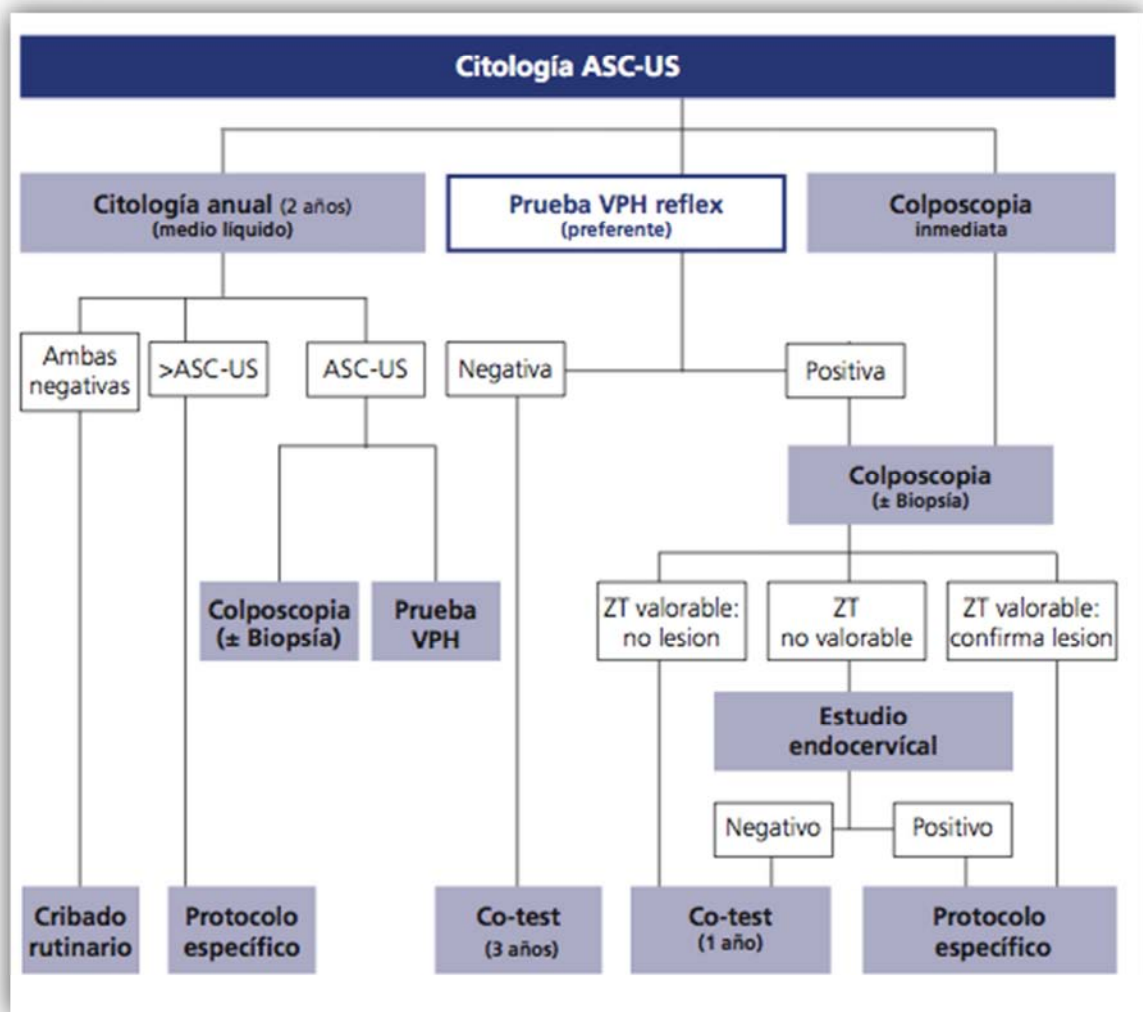 Citología ASC-US
Citología anual (2 años)
(medio líquido)
Prueba VPH reflex
(preferente)
Colposcopia
inmediata
Ambas
negativas
>ASC-US
ASC-US
Negativa
Positiva
Colposcopia
(± Biopsía)
Colposcopia
(± Biopsía)
Prueba
VPH
ZT valorable:
no lesion
ZT
no valorable
ZT valorable:
confirma lesion
Estudio
endocervícal
Negativo
Positivo
Cribado
rutinario
Protocolo
específico
Co-test
(3 años)
Co-test
(1 año)
Protocolo
específico